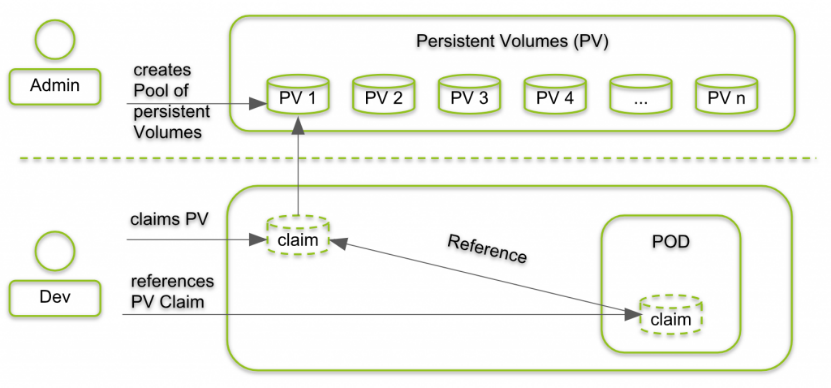 Persistent Volumes (PV)
Admin
creates
Pool of
persistent
Volumes
PV 1
PV 2
PV 3
PV 4
...
PV n
claims PV
claim
Reference
POD
Dev
references
PV Claim
claim